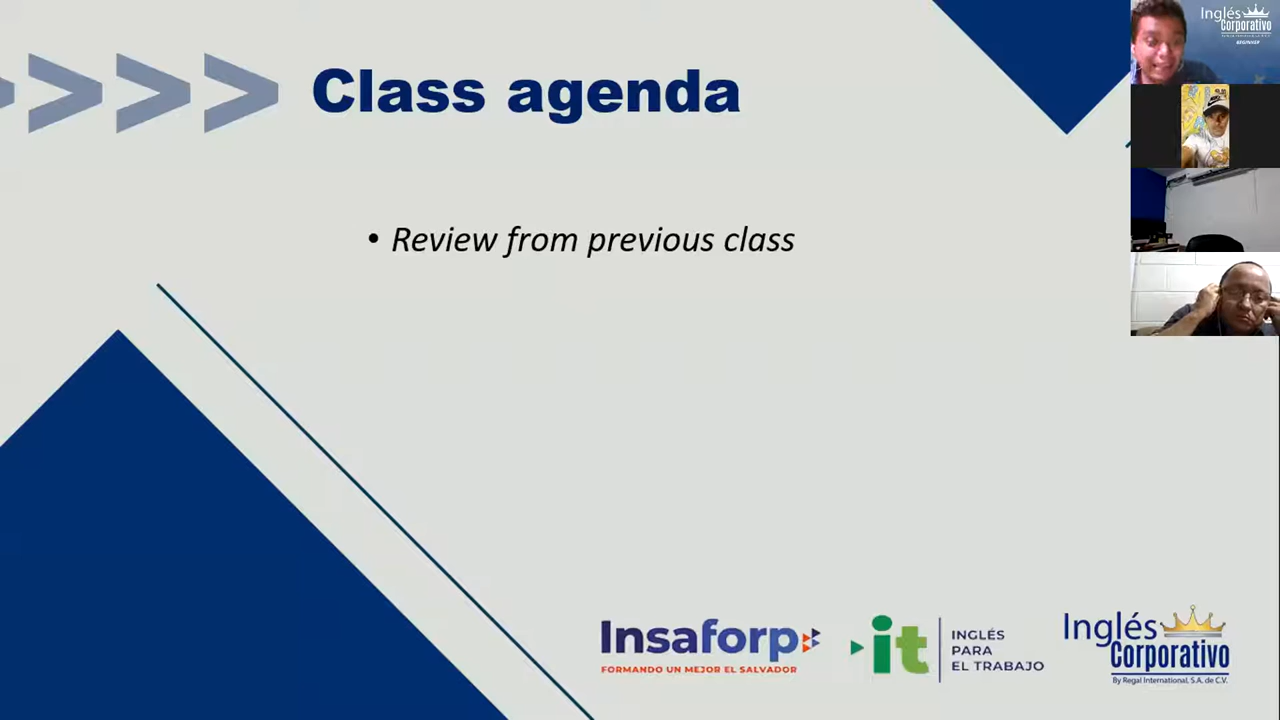 Class agenda
• Review from previous class
Insaforp
FORMANDO UN MEJOR EL SALVADOR
it
INGLÉS
PARA
EL TRABAJO
Inglés
Corporativo
By Regal International, S.A. de C.V.
Inglés
Corporativo
BEGINNER